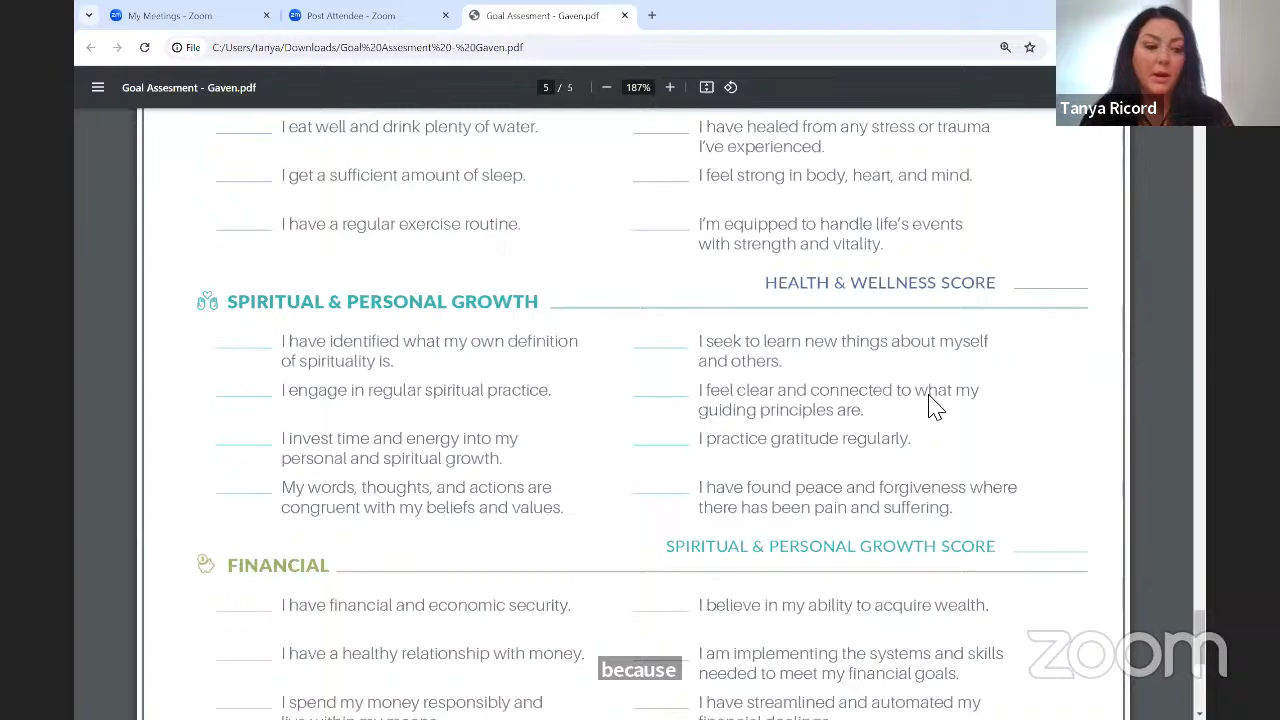 My Meetings - Zoom
Post Attendee - Zoom
Goal Assesment - Gaven.pdf
File
C:/Users/tanya/Downloads/Goal%20Assesment%20-%20Gaven.pdf
Goal Assesment - Gaven.pdf
5 / 5
187%
Tanya Ricord
I eat well and drink plenty of water.
I have healed from any stress or trauma
I've experienced.
I get a sufficient amount of sleep.
I feel strong in body, heart, and mind.
I have a regular exercise routine.
I'm equipped to handle life's events
with strength and vitality.
HEALTH & WELLNESS SCORE
SPIRITUAL & PERSONAL GROWTH
I have identified what my own definition
of spirituality is.
I seek to learn new things about myself
and others.
I engage in regular spiritual practice.
I feel clear and connected to what my
guiding principles are.
I invest time and energy into my
personal and spiritual growth.
I practice gratitude regularly.
My words, thoughts, and actions are
congruent with my beliefs and values.
I have found peace and forgiveness where
there has been pain and suffering.
SPIRITUAL & PERSONAL GROWTH SCORE
FINANCIAL
I have financial and economic security.
I believe in my ability to acquire wealth.
I have a healthy relationship with money.
I am implementing the systems and skills
needed to meet my financial goals.
I spend my money responsibly and
live within my means.
I have streamlined and automated my
financial dealings.
because
zoom